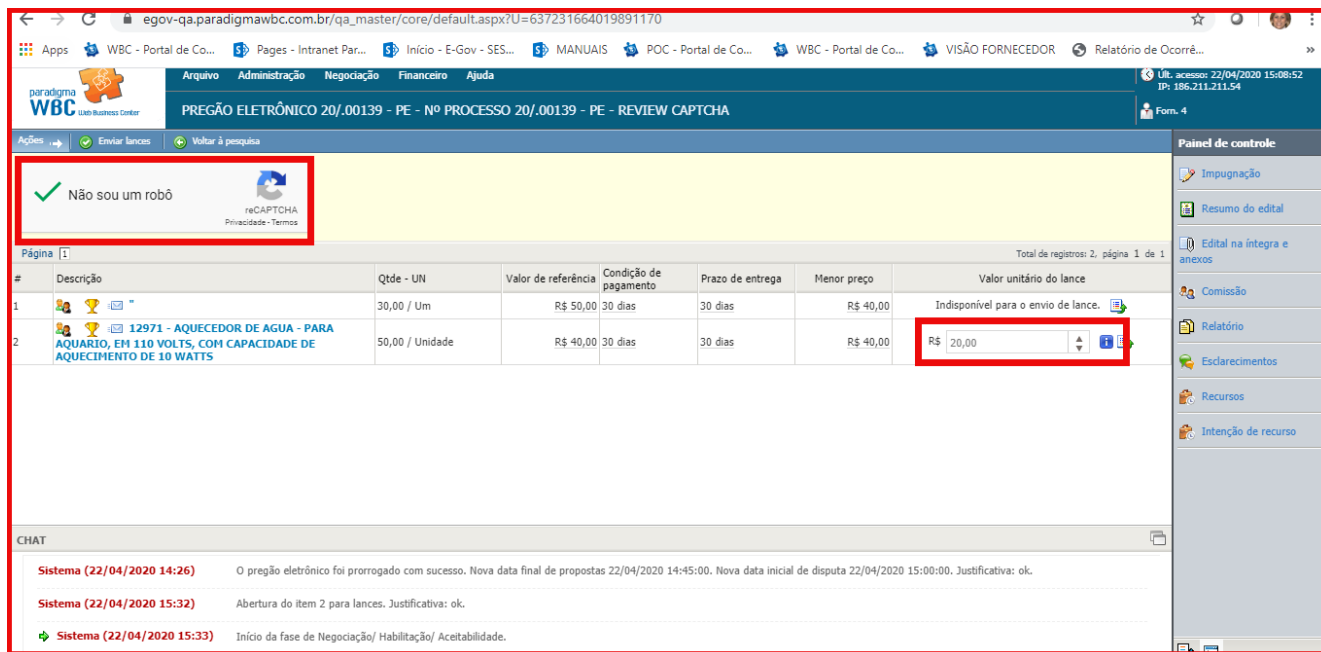 egov-qa.paradigmawbc.com.br/qa_master/core/default.aspx?U=637231664019891170
Apps WBC - Portal de Co... Pages - Intranet Par... Início - E-Gov - SES... MANUAIS POC - Portal de Co... WBC - Portal de Co... VISÃO FORNECEDOR Relatório de Ocorrê... »
paradigma
WBC Web Business Center
Arquivo Administração Negociação Financeiro Ajuda
Últ. acesso: 22/04/2020 15:08:52
IP: 186.211.211.54
PREGÃO ELETRÔNICO 20/.00139 - PE - Nº PROCESSO 20/.00139 - PE - REVIEW CAPTCHA
Forn. 4
Ações Enviar lances Voltar à pesquisa
Painel de controle
Não sou um robô
reCAPTCHA
Privacidade - Termos
Impugnação
Resumo do edital
Edital na íntegra e
anexos
Comissão
Relatório
Esclarecimentos
Recursos
Intenção de recurso
Página 1 Total de registros: 2, página 1 de 1
# Descrição Qtde - UN Valor de referência Condição de pagamento Prazo de entrega Menor preço Valor unitário do lance
1 " 30,00 / Um R$ 50,00 30 dias 30 dias R$ 40,00 Indisponível para o envio de lance.
2 12971 - AQUECEDOR DE AGUA - PARA
AQUARIO, EM 110 VOLTS, COM CAPACIDADE DE
AQUECIMENTO DE 10 WATTS
50,00 / Unidade R$ 40,00 30 dias 30 dias R$ 40,00 R$ 20,00
CHAT
Sistema (22/04/2020 14:26) O pregão eletrônico foi prorrogado com sucesso. Nova data final de propostas 22/04/2020 14:45:00. Nova data inicial de disputa 22/04/2020 15:00:00. Justificativa: ok.
Sistema (22/04/2020 15:32) Abertura do item 2 para lances. Justificativa: ok.
Sistema (22/04/2020 15:33) Início da fase de Negociação/ Habilitação/ Aceitabilidade.